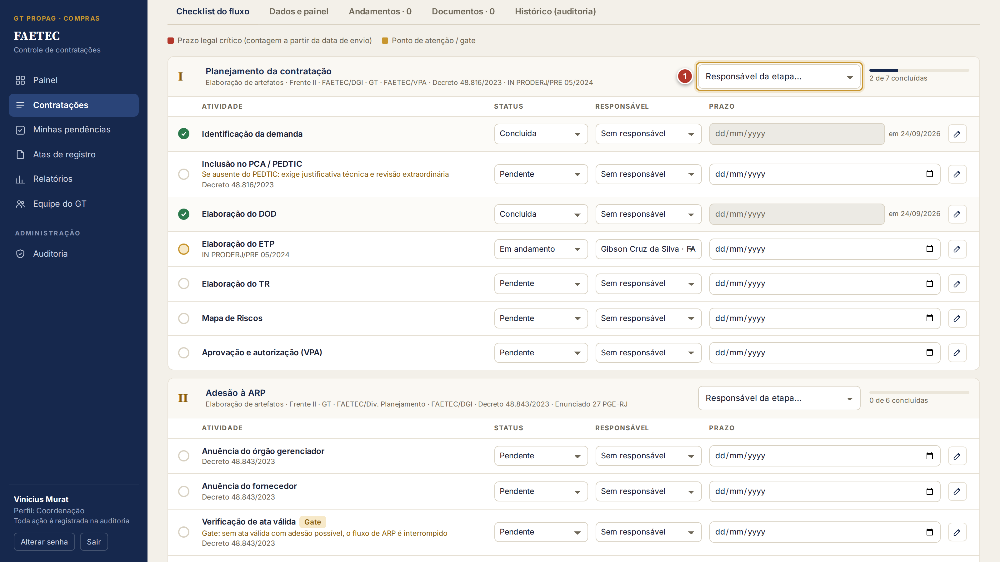 GT PROPAG · COMPRAS
FAETEC
Controle de contratações
Painel
Contratações
Minhas pendências
Atas de registro
Relatórios
Equipe do GT
ADMINISTRAÇÃO
Auditoria
Vinicius Murat
Perfil: Coordenação
Toda ação é registrada na auditoria
Alterar senha Sair
Checklist do fluxo Dados e painel Andamentos · 0 Documentos · 0 Histórico (auditoria)
Prazo legal crítico (contagem a partir da data de envio) Ponto de atenção / gate
I Planejamento da contratação 1 Responsável da etapa...
Elaboração de artefatos · Frente II · FAETEC/DGI · GT · FAETEC/VPA · Decreto 48.816/2023 · IN PRODERJ/PRE 05/2024 2 de 7 concluídas
ATIVIDADE STATUS RESPONSÁVEL PRAZO
Identificação da demanda Concluída Sem responsável dd/mm/yyyy em 24/09/2026
Inclusão no PCA / PEDTIC
Se ausente do PEDTIC: exige justificativa técnica e revisão extraordinária Pendente Sem responsável dd/mm/yyyy
Decreto 48.816/2023
Elaboração do DOD Concluída Sem responsável dd/mm/yyyy em 24/09/2026
Elaboração do ETP Em andamento Gibson Cruz da Silva · FA dd/mm/yyyy
IN PRODERJ/PRE 05/2024
Elaboração do TR Pendente Sem responsável dd/mm/yyyy
Mapa de Riscos Pendente Sem responsável dd/mm/yyyy
Aprovação e autorização (VPA) Pendente Sem responsável dd/mm/yyyy
II Adesão à ARP Responsável da etapa...
Elaboração de artefatos · Frente II · GT · FAETEC/Div. Planejamento · FAETEC/DGI · Decreto 48.843/2023 · Enunciado 27 PGE-RJ 0 de 6 concluídas
ATIVIDADE STATUS RESPONSÁVEL PRAZO
Anuência do órgão gerenciador Pendente Sem responsável dd/mm/yyyy
Decreto 48.843/2023
Anuência do fornecedor Pendente Sem responsável dd/mm/yyyy
Decreto 48.843/2023
Verificação de ata válida Gate
Gate: sem ata válida com adesão possível, o fluxo de ARP é interrompido Pendente Sem responsável dd/mm/yyyy
Decreto 48.843/2023